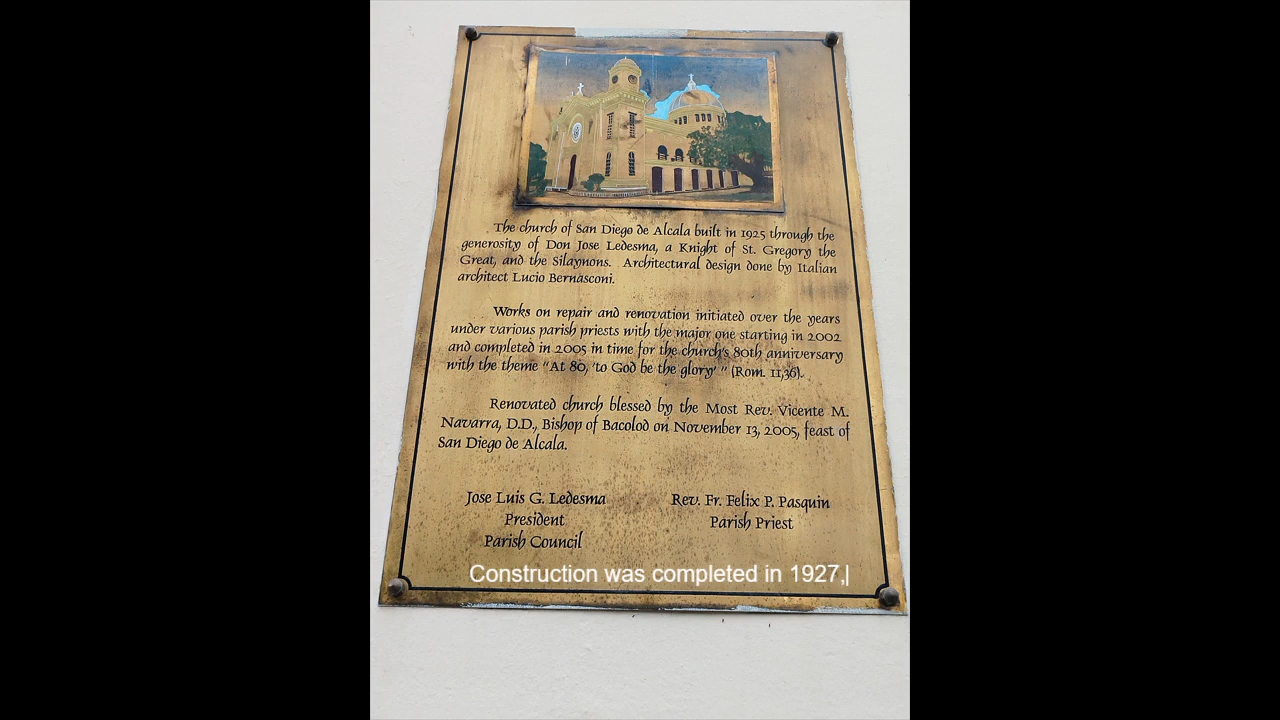 The church of San Diego de Alcala built in 1925 through the
generosity of Don Jose Ledesma, a Knight of St. Gregory the
Great, and the Silaynons. Architectural design done by Italian
architect Lucio Bernasconi.
Works on repair and renovation initiated over the years
under various parish priests with the major one starting in 2002
and completed in 2005 in time for the church's 80th anniversary
with the theme "At 80, 'to God be the glory' " (Rom. 11,36).
Renovated church blessed by the Most Rev. Vicente M.
Navarra, D.D., Bishop of Bacolod on November 13, 2005, feast of
San Diego de Alcala.
Jose Luis G. Ledesma Rev. Fr. Felix P. Pasquin
President Parish Priest
Parish Council
Construction was completed in 1927,|